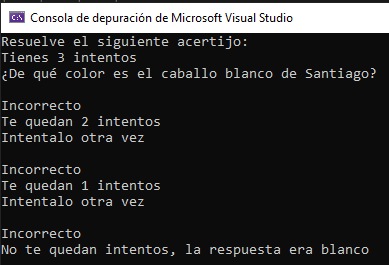 Consola de depuración de Microsoft Visual Studio
Resuelve el siguiente acertijo:
Tienes 3 intentos
¿De qué color es el caballo blanco de Santiago?
Incorrecto
Te quedan 2 intentos
Intentalo otra vez
Incorrecto
Te quedan 1 intentos
Intentalo otra vez
Incorrecto
No te quedan intentos, la respuesta era blanco